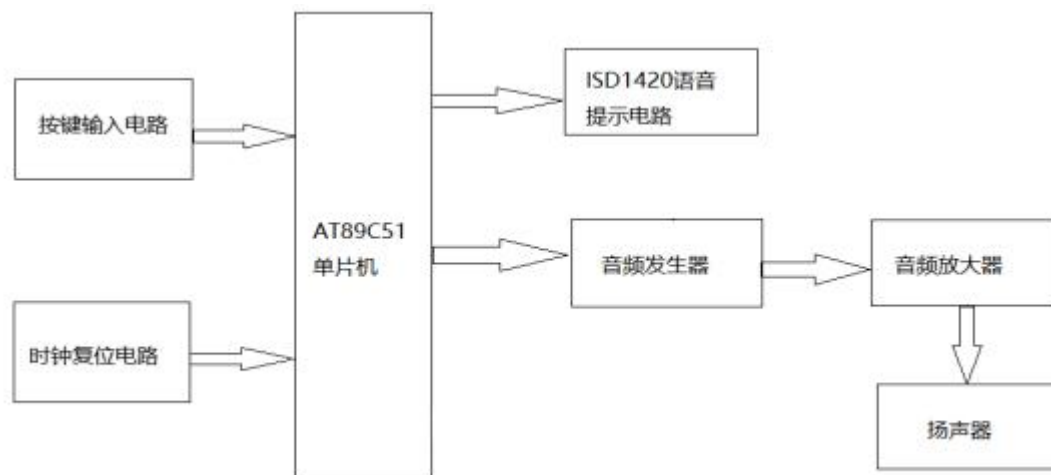 按键输入电路
时钟复位电路
AT89C51
单片机
ISD1420语音
提示电路
音频发生器
音频放大器
扬声器